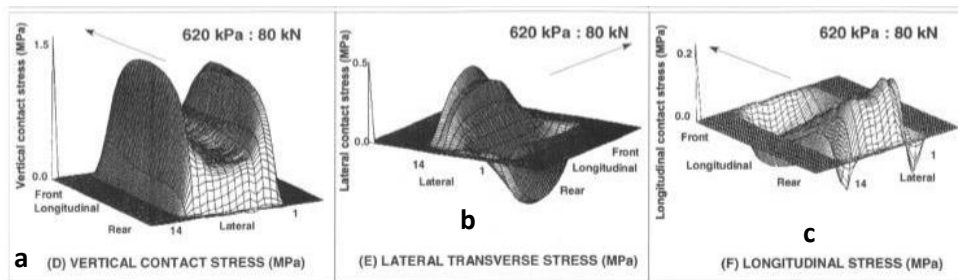 620 kPa : 80 kN
Vertical contact stress (MPa)
1.5
0.0
Front
Longitudinal
Rear
14
Lateral
1
a
(D) VERTICAL CONTACT STRESS (MPa)
620 kPa : 80 kN
Lateral contact stress (MPa)
0.5
0.0
14
Lateral
1
Front
Longitudinal
Rear
b
(E) LATERAL TRANSVERSE STRESS (MPa)
620 kPa : 80 kN
Longitudinal contact stress (MPa)
0.2
0.0
Front
Longitudinal
Rear
14
Lateral
1
c
(F) LONGITUDINAL STRESS (MPa)